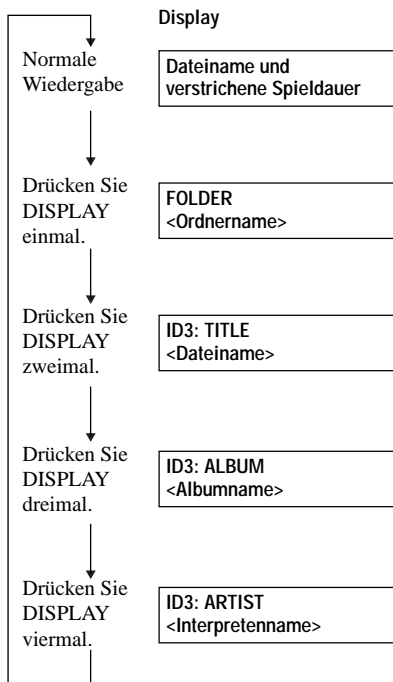 Display
Normale
Wiedergabe
Dateiname und
verstrichene Spieldauer
Drücken Sie
DISPLAY
einmal.
FOLDER
<Ordnername>
Drücken Sie
DISPLAY
zweimal.
ID3: TITLE
<Dateiname>
Drücken Sie
DISPLAY
dreimal.
ID3: ALBUM
<Albumname>
Drücken Sie
DISPLAY
viermal.
ID3: ARTIST
<Interpretenname>